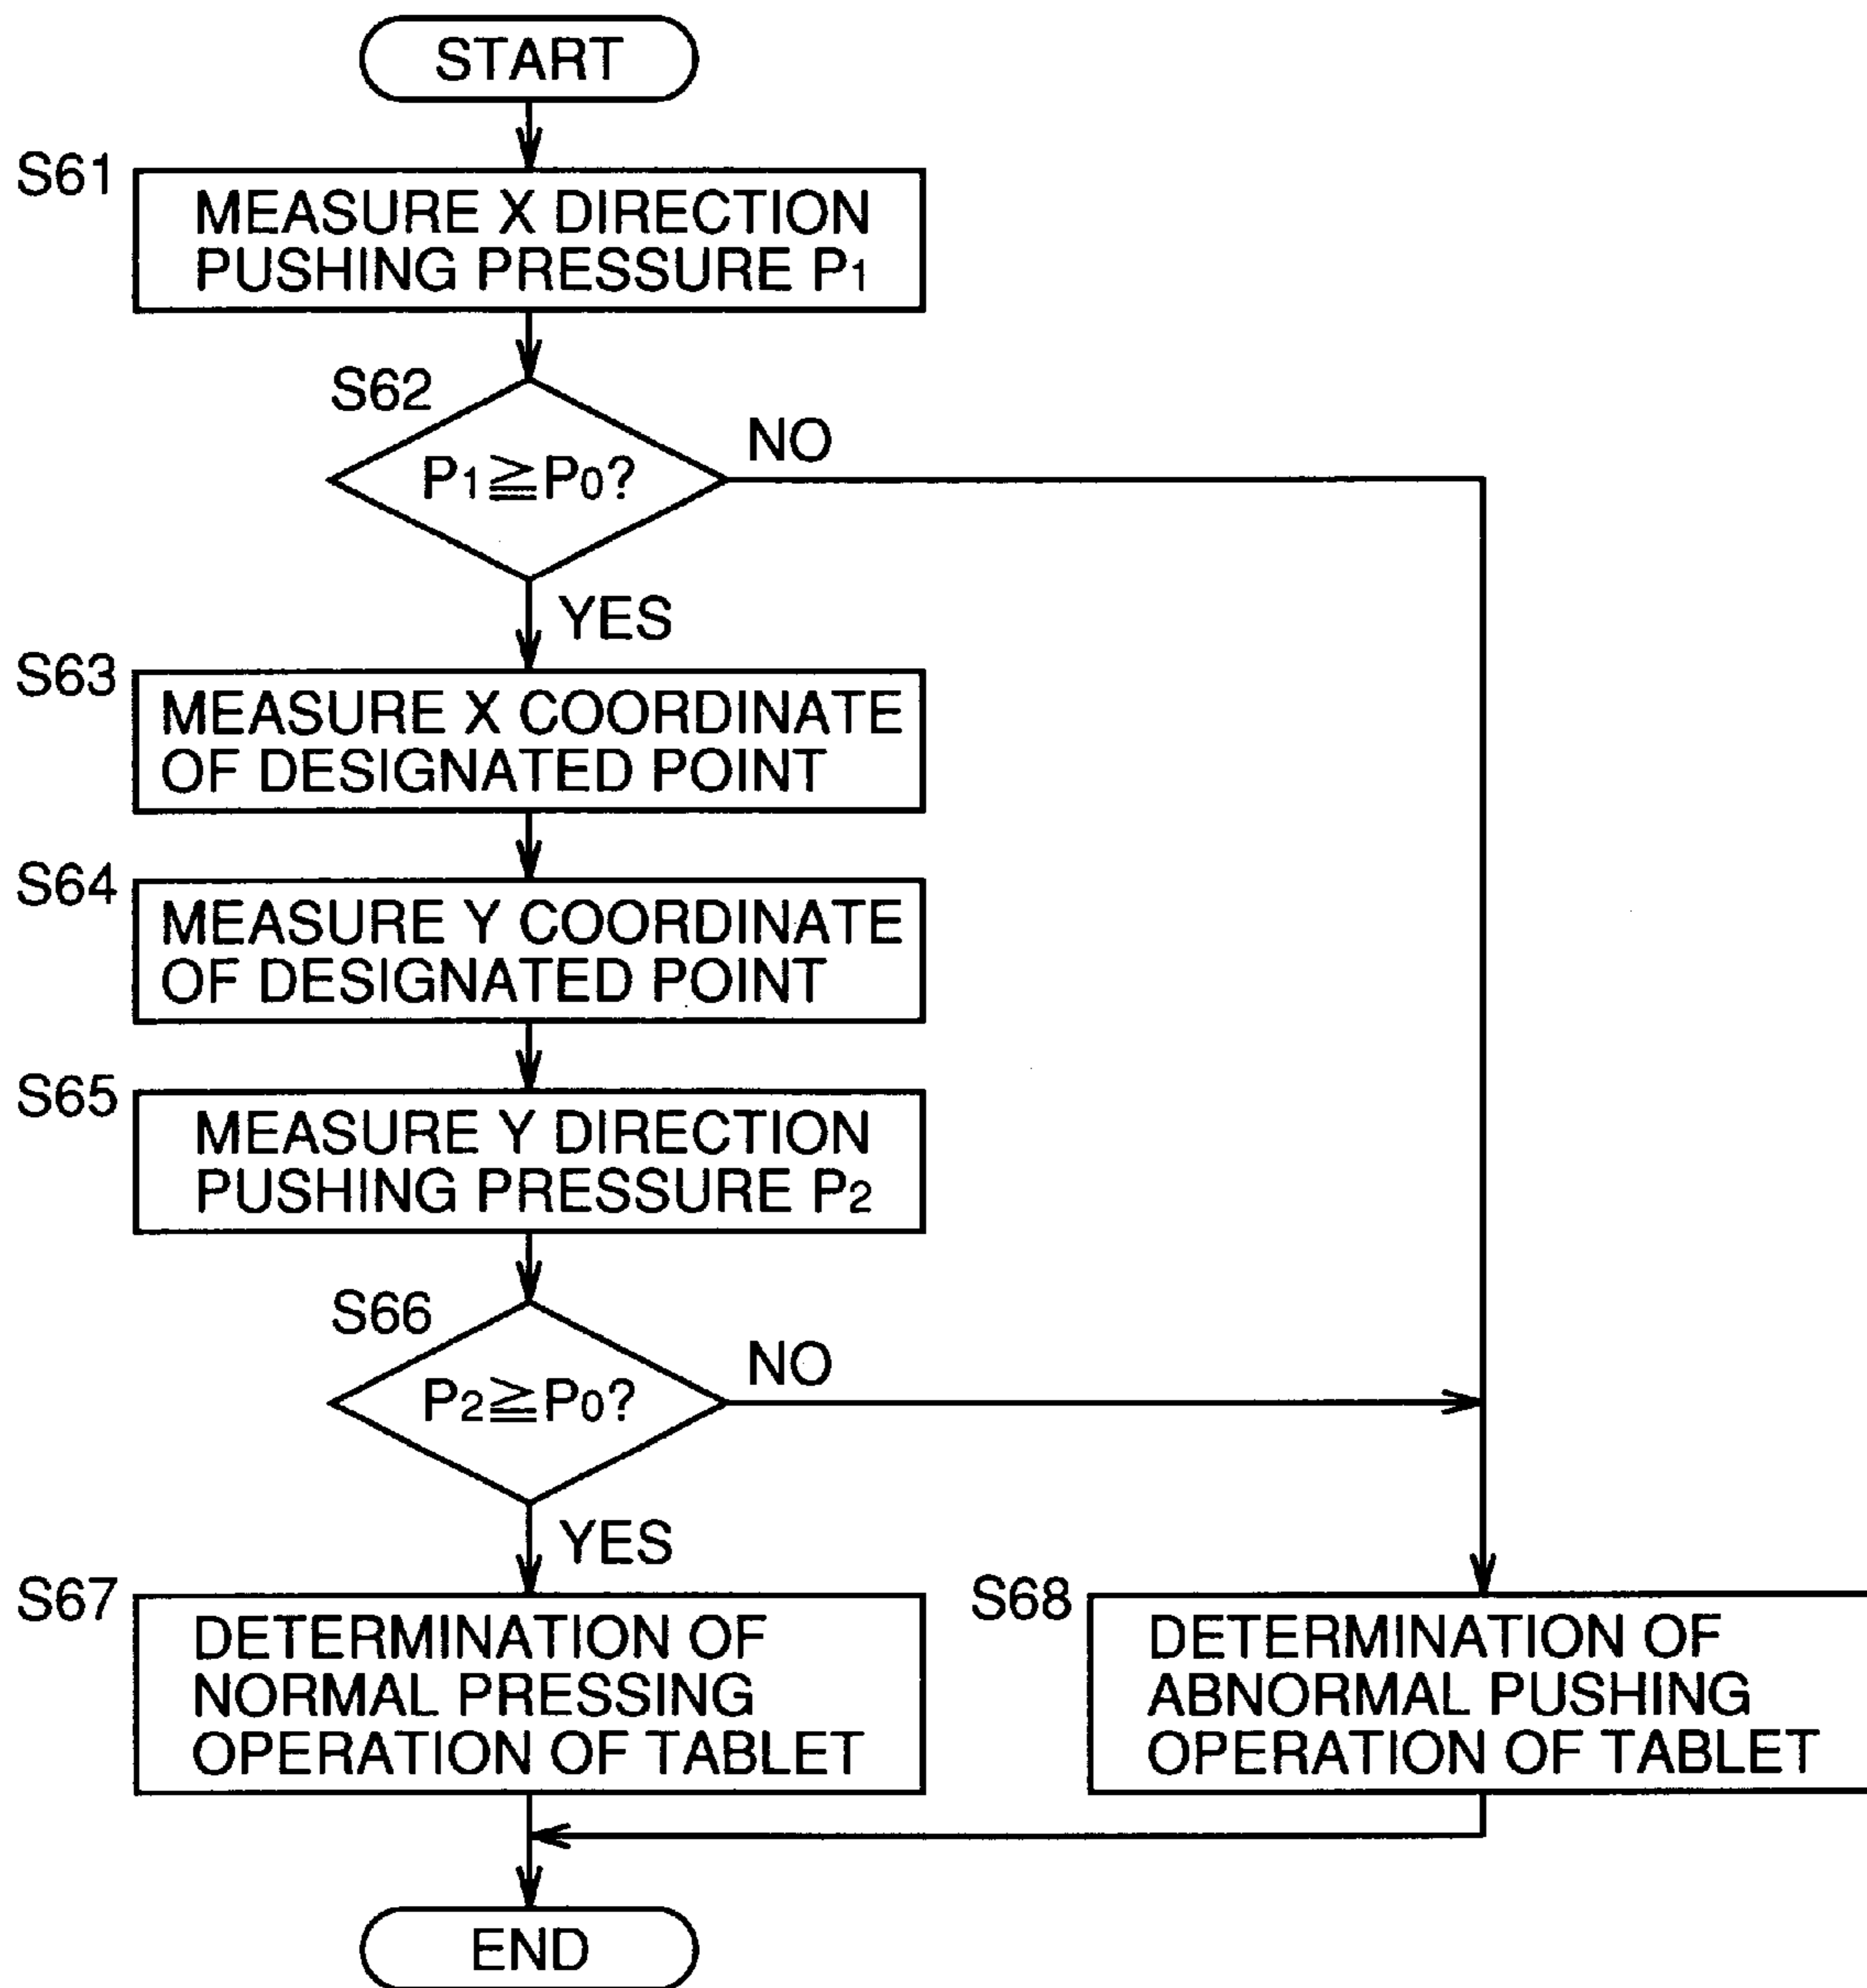 START
S61
MEASURE X DIRECTION
PUSHING PRESSURE P1
S62
P1≧P0?
NO
YES
S63
MEASURE X COORDINATE
OF DESIGNATED POINT
S64
MEASURE Y COORDINATE
OF DESIGNATED POINT
S65
MEASURE Y DIRECTION
PUSHING PRESSURE P2
S66
P2≧P0?
NO
YES
S67
DETERMINATION OF
NORMAL PRESSING
OPERATION OF TABLET
S68
DETERMINATION OF
ABNORMAL PUSHING
OPERATION OF TABLET
END